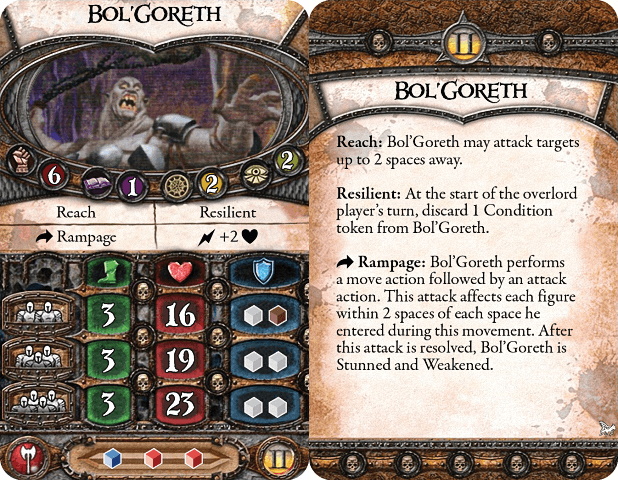 BOL'GORETH
6 1 2 2
Reach Resilient
Rampage +2
3 16
3 19
3 23
II
II
BOL'GORETH
Reach: Bol'Goreth may attack targets
up to 2 spaces away.
Resilient: At the start of the overlord
player's turn, discard 1 Condition
token from Bol'Goreth.
Rampage: Bol'Goreth performs
a move action followed by an attack
action. This attack affects each figure
within 2 spaces of each space he
entered during this movement. After
this attack is resolved, Bol'Goreth is
Stunned and Weakened.